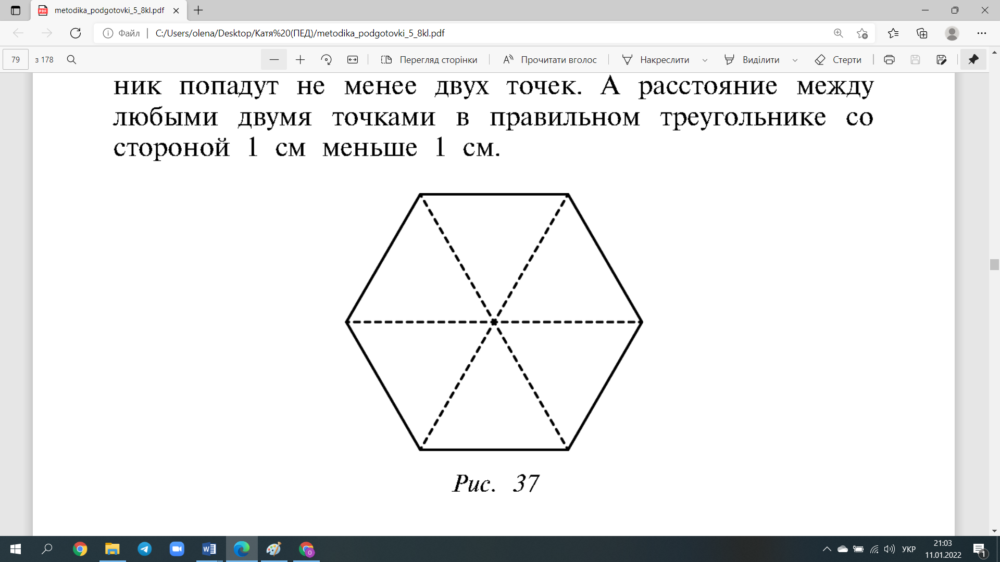 metodika_podgotovki_5_8kl.pdf
Файл
C:/Users/olena/Desktop/Катя%20(ПЕД)/metodika_podgotovki_5_8kl.pdf
79 з 178
Перегляд сторінки
Прочитати вголос
Накреслити
Виділити
Стерти
ник попадут не менее двух точек. А расстояние между
любыми двумя точками в правильном треугольнике со
стороной 1 см меньше 1 см.
Рис. 37
УКР
21:03
11.01.2022
1